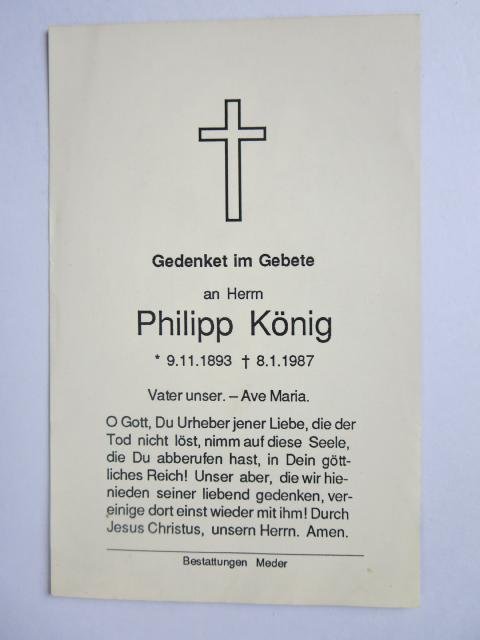 Gedenket im Gebete
an Herrn
Philipp König
* 9.11.1893 † 8.1.1987
Vater unser. – Ave Maria.
O Gott, Du Urheber jener Liebe, die der
Tod nicht löst, nimm auf diese Seele,
die Du abberufen hast, in Dein gött-
liches Reich! Unser aber, die wir hie-
nieden seiner liebend gedenken, ver-
einige dort einst wieder mit ihm! Durch
Jesus Christus, unsern Herrn. Amen.
Bestattungen Meder